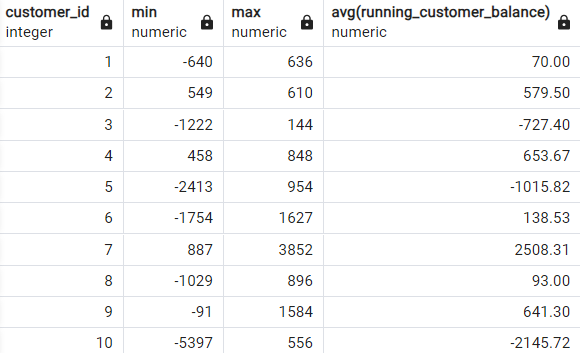 customer_id min max avg(running_customer_balance)
integer numeric numeric numeric
1 -640 636 70.00
2 549 610 579.50
3 -1222 144 -727.40
4 458 848 653.67
5 -2413 954 -1015.82
6 -1754 1627 138.53
7 887 3852 2508.31
8 -1029 896 93.00
9 -91 1584 641.30
10 -5397 556 -2145.72